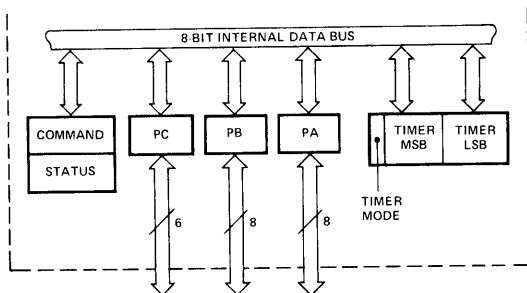 8-BIT INTERNAL DATA BUS
COMMAND
STATUS
PC
PB
PA
TIMER
MSB
TIMER
LSB
TIMER
MODE
6
8
8